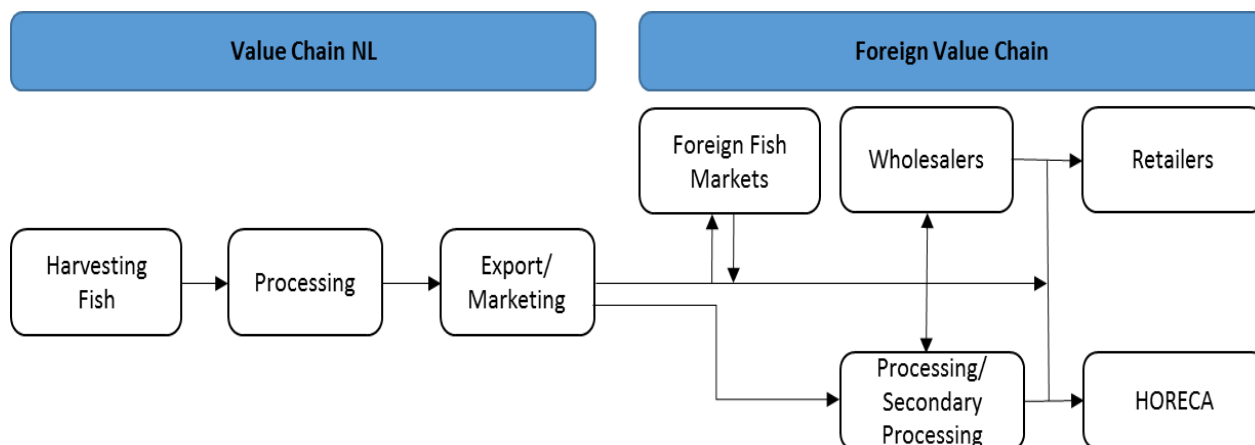 Value Chain NL
Foreign Value Chain
Foreign Fish
Markets
Wholesalers
Retailers
Harvesting
Fish
Processing
Export/
Marketing
Processing/
Secondary
Processing
HORECA